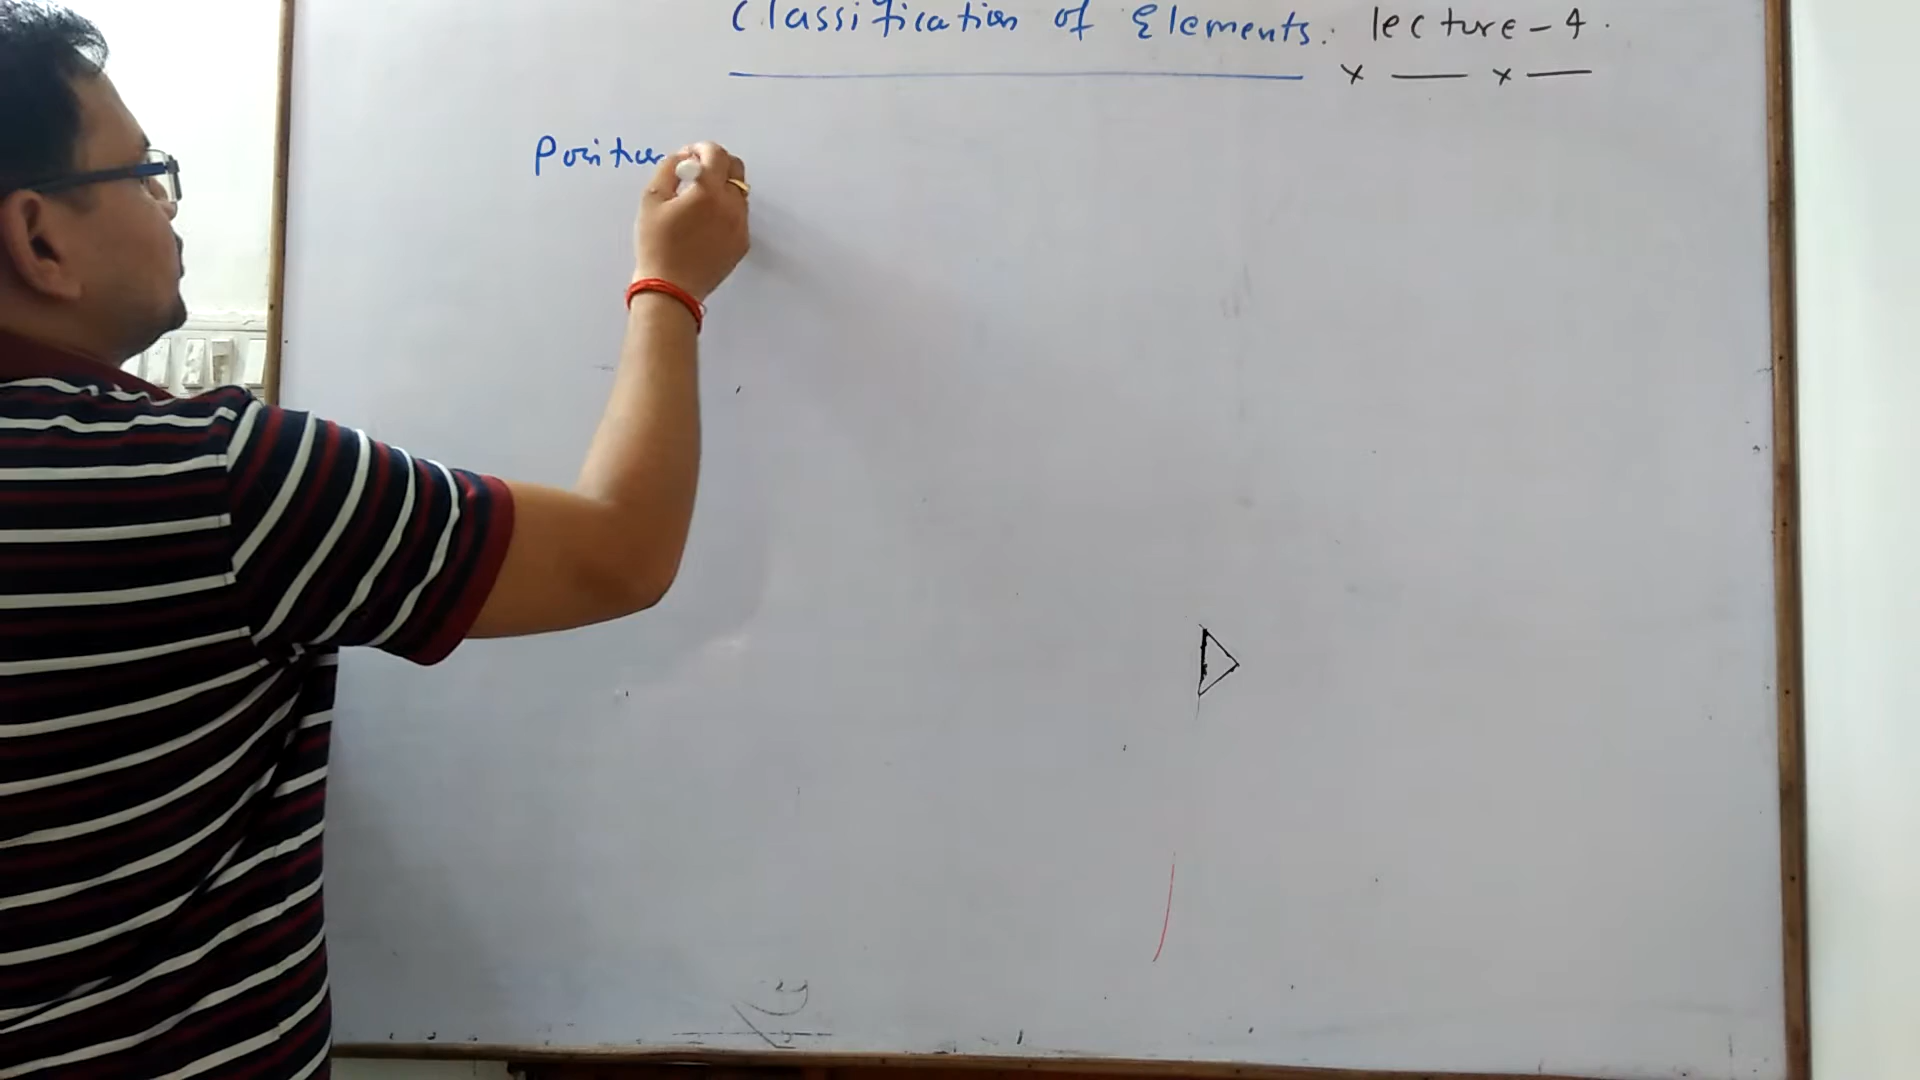 Classification of Elements. Lecture-4.
Position